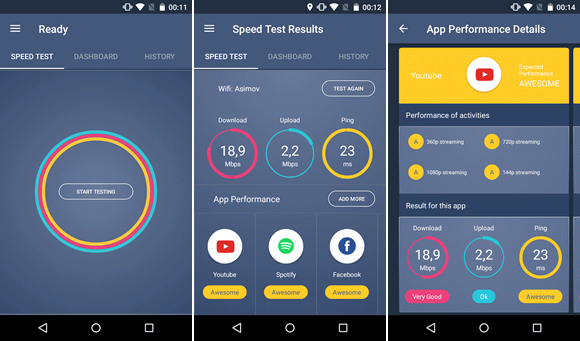 00:11
Ready
SPEED TEST DASHBOARD HISTORY
START TESTING
00:12
Speed Test Results
SPEED TEST DASHBOARD HISTORY
Wifi: Asimov
TEST AGAIN
Download Upload Ping
18,9 2,2 23
Mbps Mbps ms
App Performance
ADD MORE
Youtube Spotify Facebook
Awesome Awesome Awesome
00:14
App Performance Details
Youtube
Expected
Performance
AWESOME
Performance of activities
A 360p streaming A 720p streaming
A 1080p streaming A 144p streaming
Result for this app
Download Upload Ping
18,9 2,2 23
Mbps Mbps ms
Very Good Ok Awesome